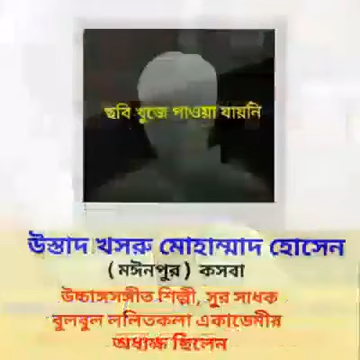 ছবি খুজে পাওয়া যায়নি
উস্তাদ খসরু মোহাম্মাদ হোসেন
( মঈনপুর ) কসবা
উচ্চাঙ্গসঙ্গীত শিল্পী, সুর সাধক
বুলবুল ললিতকলা একাডেমীর
অধ্যক্ষ ছিলেন